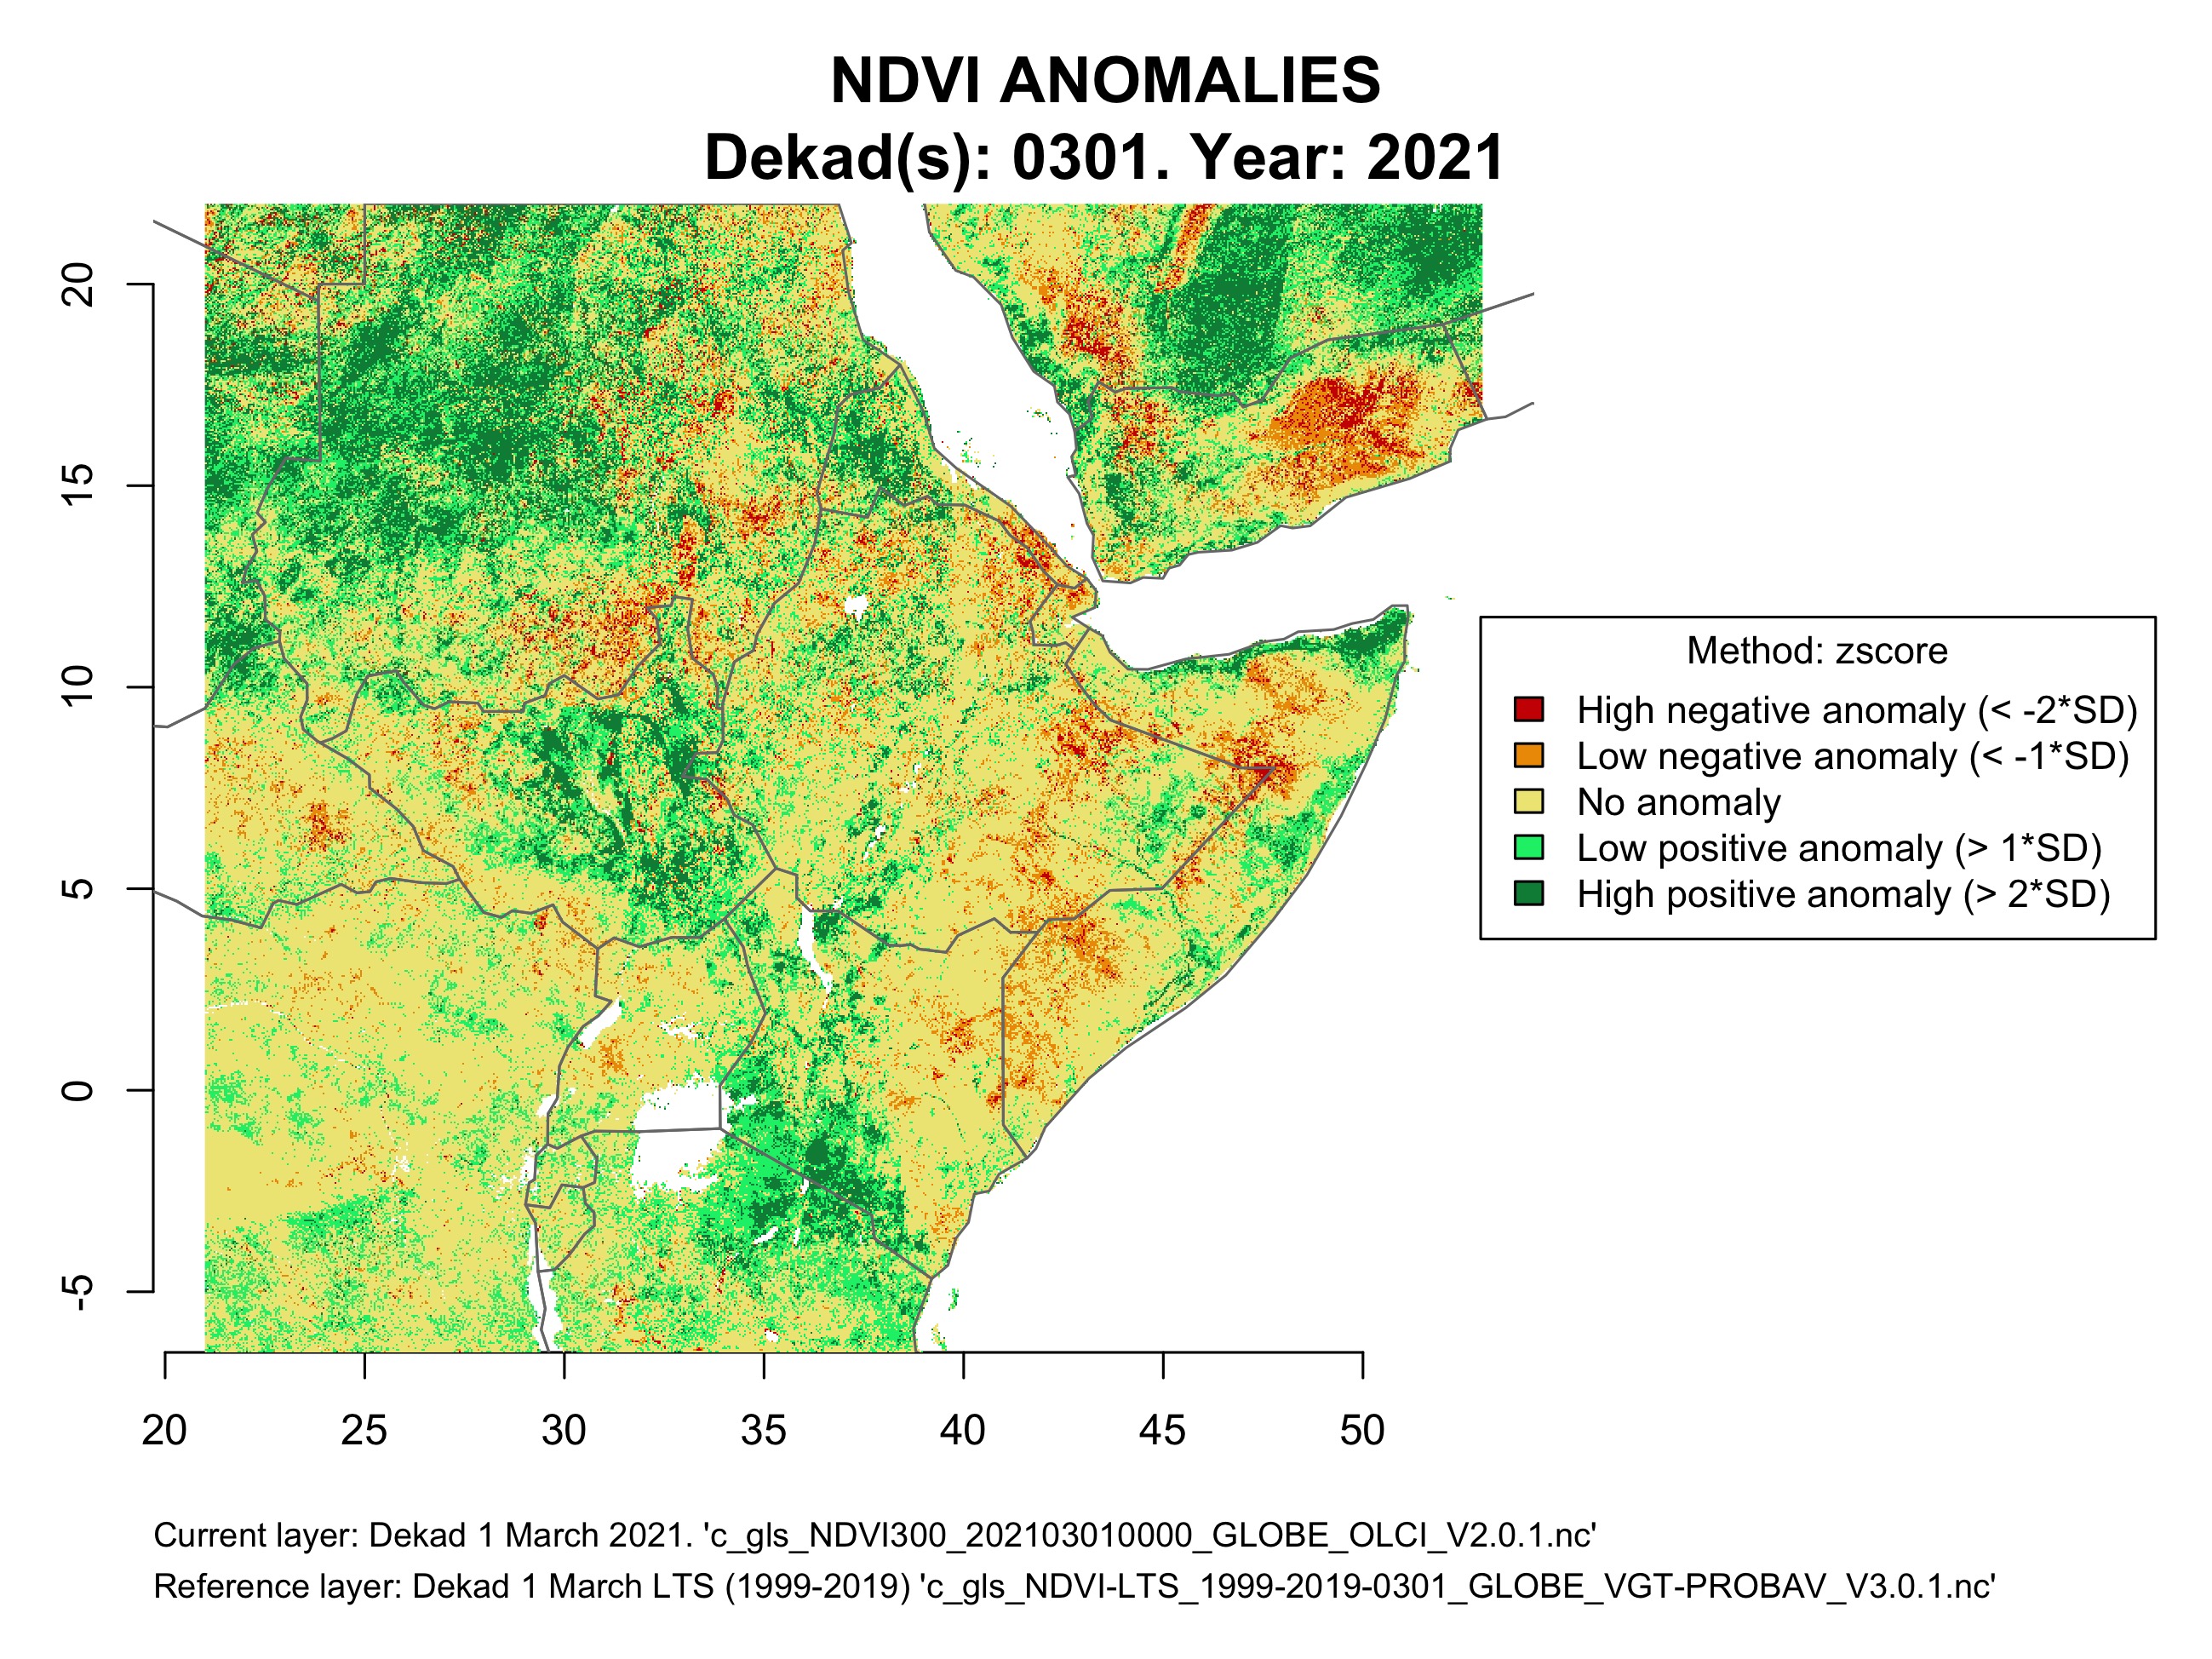 NDVI ANOMALIES
Dekad(s): 0301. Year: 2021
20
15
10
5
0
-5
20 25 30 35 40 45 50
Method: zscore
High negative anomaly (< -2*SD)
Low negative anomaly (< -1*SD)
No anomaly
Low positive anomaly (> 1*SD)
High positive anomaly (> 2*SD)
Current layer: Dekad 1 March 2021. 'c_gls_NDVI300_202103010000_GLOBE_OLCI_V2.0.1.nc'
Reference layer: Dekad 1 March LTS (1999-2019) 'c_gls_NDVI-LTS_1999-2019-0301_GLOBE_VGT-PROBAV_V3.0.1.nc'